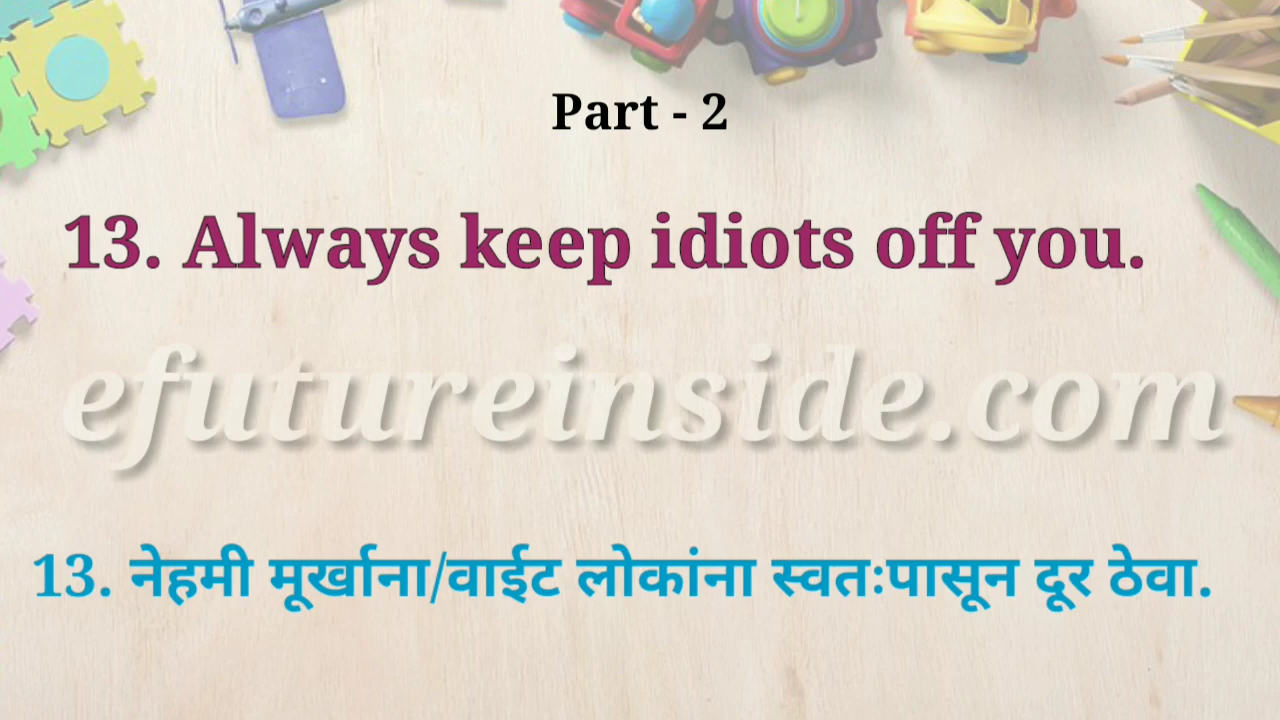 Part - 2
13. Always keep idiots off you.
efutureinside.com
13. नेहमी मूर्खांना/वाईट लोकांना स्वतःपासून दूर ठेवा.